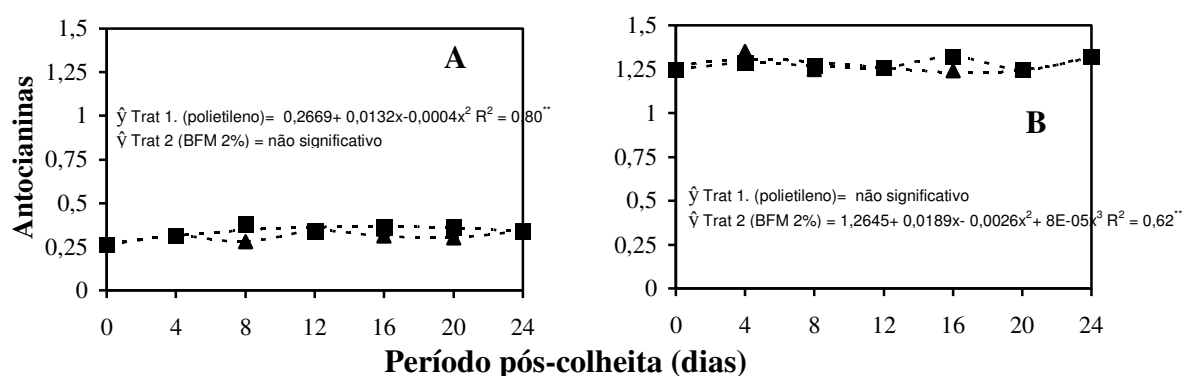 Antocianinas
1,5
1,25
1
0,75
0,5
0,25
0
A
ŷ Trat 1. (polietileno)= 0,2669+ 0,0132x-0,0004x² R² = 0,80**
ŷ Trat 2 (BFM 2%) = não significativo
0 4 8 12 16 20 24
1,5
1,25
1
0,75
0,5
0,25
0
B
ŷ Trat 1. (polietileno)= não significativo
ŷ Trat 2 (BFM 2%) = 1,2645+ 0,0189x- 0,0026x²+ 8E-05x³ R² = 0,62**
0 4 8 12 16 20 24
Período pós-colheita (dias)